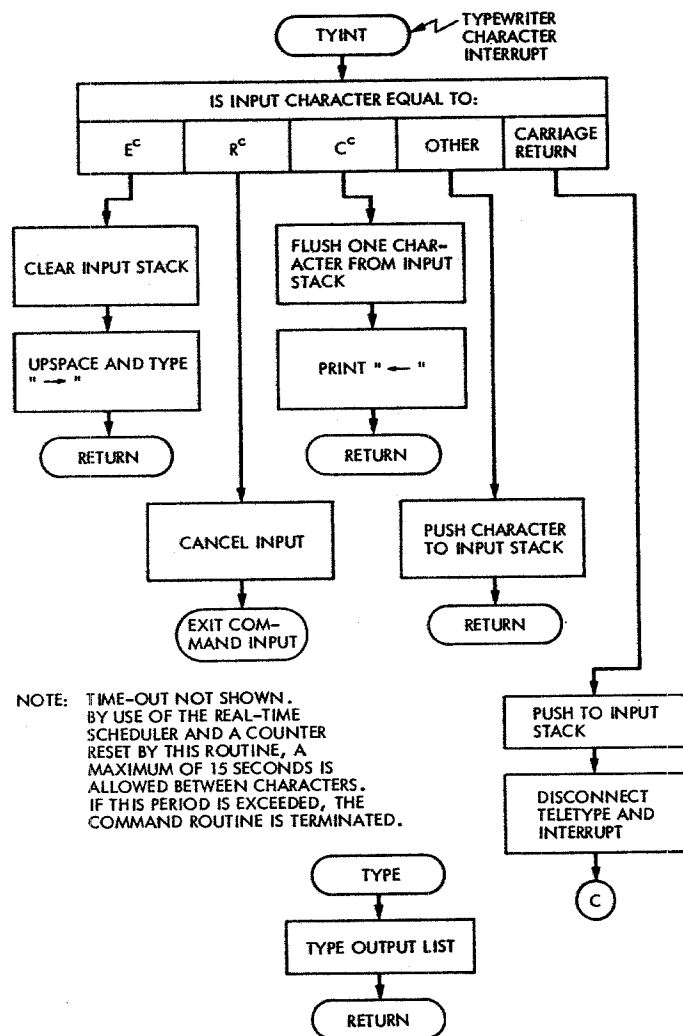 TYINT
TYPEWRITER
CHARACTER
INTERRUPT
IS INPUT CHARACTER EQUAL TO:
E^C
R^C
C^C
OTHER
CARRIAGE
RETURN
CLEAR INPUT STACK
UPSPACE AND TYPE
" → "
RETURN
FLUSH ONE CHAR-
ACTER FROM INPUT
STACK
PRINT " ← "
RETURN
CANCEL INPUT
EXIT COM-
MAND INPUT
PUSH CHARACTER
TO INPUT STACK
RETURN
NOTE: TIME-OUT NOT SHOWN.
BY USE OF THE REAL-TIME
SCHEDULER AND A COUNTER
RESET BY THIS ROUTINE, A
MAXIMUM OF 15 SECONDS IS
ALLOWED BETWEEN CHARACTERS.
IF THIS PERIOD IS EXCEEDED, THE
COMMAND ROUTINE IS TERMINATED.
PUSH TO INPUT
STACK
DISCONNECT
TELETYPE AND
INTERRUPT
C
TYPE
TYPE OUTPUT LIST
RETURN